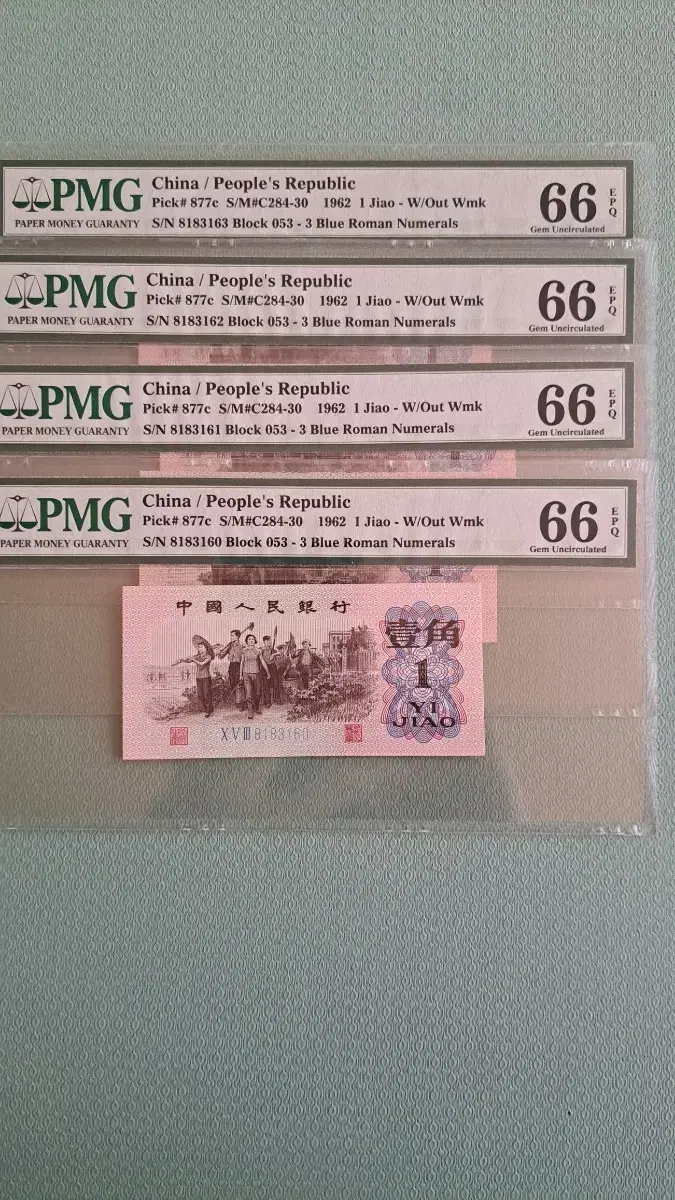 PMG
PAPER MONEY GUARANTY
China / People's Republic
Pick# 877c S/M#C284-30 1962 1 Jiao - W/Out Wmk
S/N 8183163 Block 053 - 3 Blue Roman Numerals
66 EPQ
Gem Uncirculated
PMG
PAPER MONEY GUARANTY
China / People's Republic
Pick# 877c S/M#C284-30 1962 1 Jiao - W/Out Wmk
S/N 8183162 Block 053 - 3 Blue Roman Numerals
66 EPQ
Gem Uncirculated
PMG
PAPER MONEY GUARANTY
China / People's Republic
Pick# 877c S/M#C284-30 1962 1 Jiao - W/Out Wmk
S/N 8183161 Block 053 - 3 Blue Roman Numerals
66 EPQ
Gem Uncirculated
PMG
PAPER MONEY GUARANTY
China / People's Republic
Pick# 877c S/M#C284-30 1962 1 Jiao - W/Out Wmk
S/N 8183160 Block 053 - 3 Blue Roman Numerals
66 EPQ
Gem Uncirculated
中國人民銀行
壹角
1
YI
JIAO
XVIII 8183160